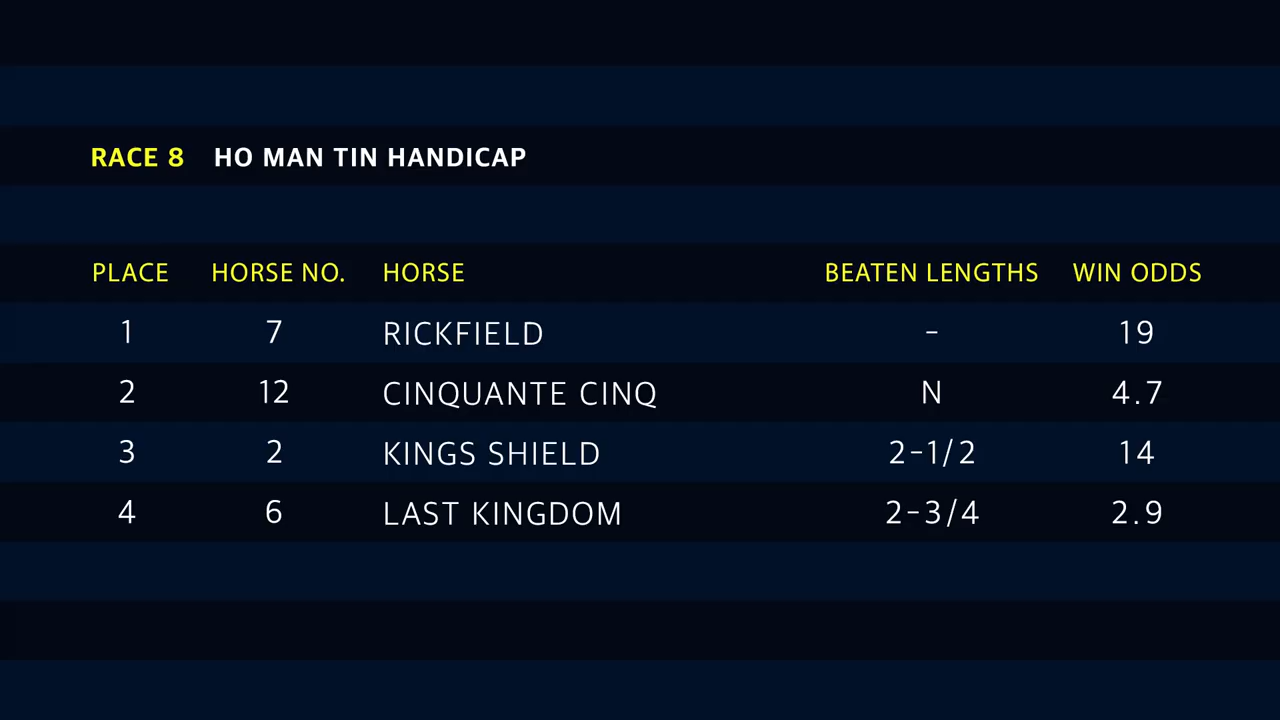 RACE 8 HO MAN TIN HANDICAP
PLACE HORSE NO. HORSE BEATEN LENGTHS WIN ODDS
1 7 RICKFIELD - 19
2 12 CINQUANTE CINQ N 4.7
3 2 KINGS SHIELD 2-1/2 14
4 6 LAST KINGDOM 2-3/4 2.9